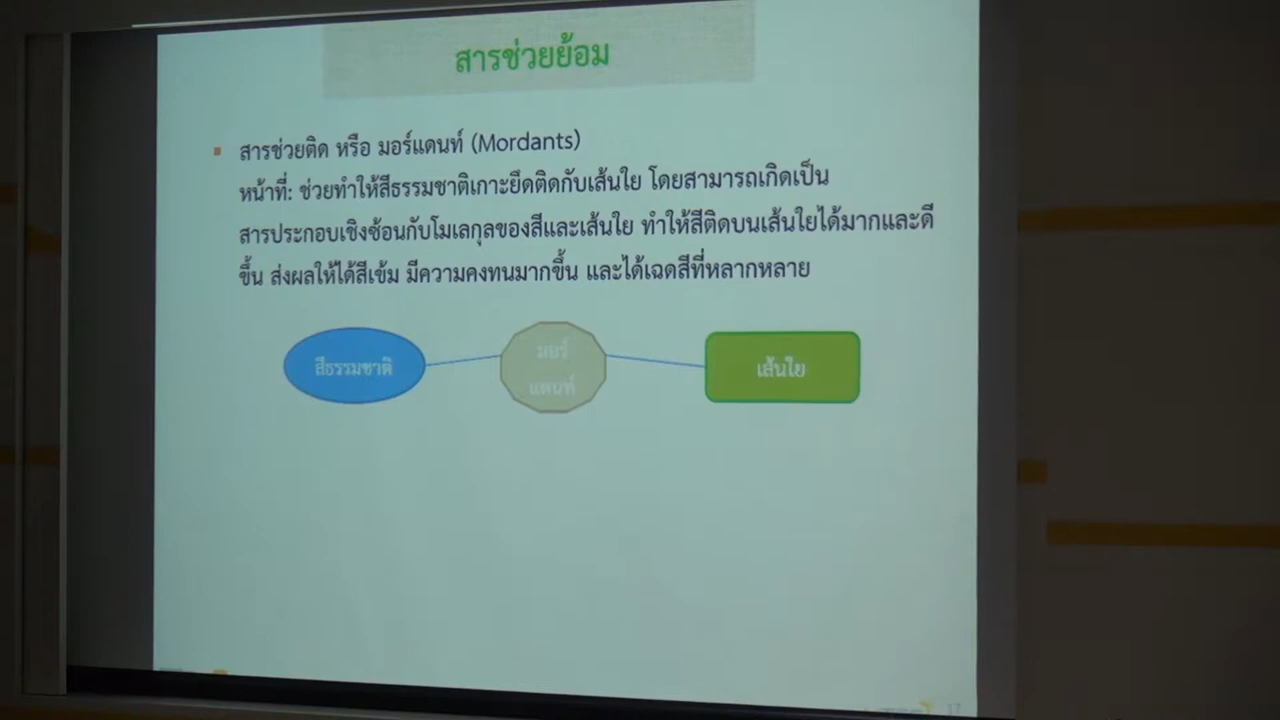 สารช่วยย้อม
▪ สารช่วยติด หรือ มอร์แดนท์ (Mordants)
หน้าที่: ช่วยทำให้สีธรรมชาติเกาะยึดติดกับเส้นใย โดยสามารถเกิดเป็น
สารประกอบเชิงซ้อนกับโมเลกุลของสีและเส้นใย ทำให้สีติดบนเส้นใยได้มากและดี
ขึ้น ส่งผลให้ได้สีเข้ม มีความคงทนมากขึ้น และได้เฉดสีที่หลากหลาย
สีธรรมชาติ
มอร์
แดนท์
เส้นใย
17